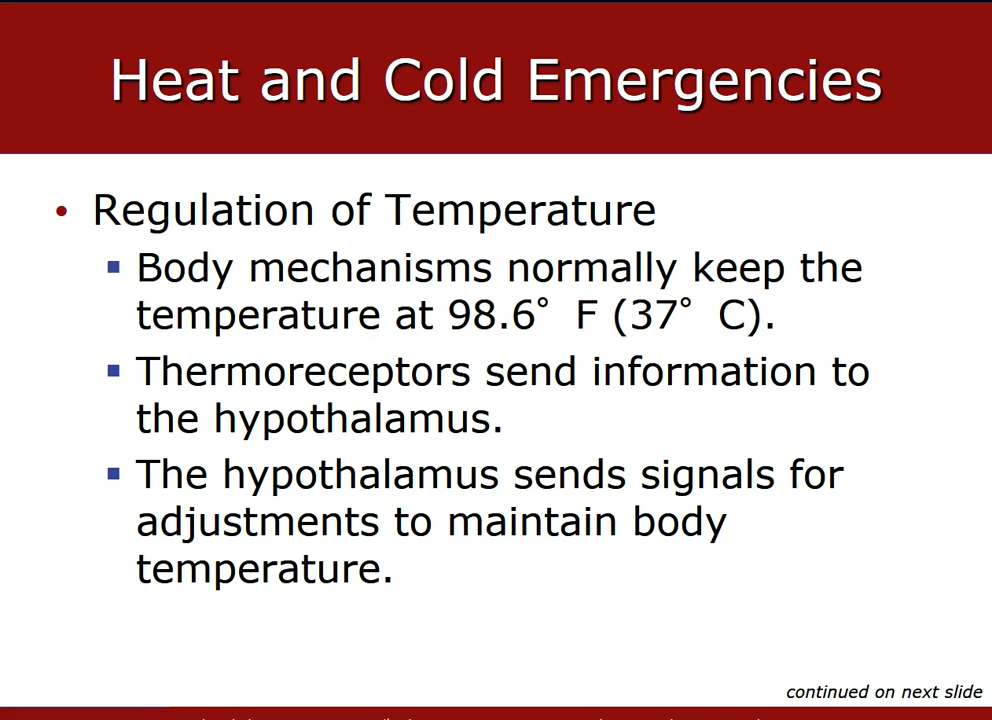 Heat and Cold Emergencies
• Regulation of Temperature
▪ Body mechanisms normally keep the
temperature at 98.6° F (37° C).
▪ Thermoreceptors send information to
the hypothalamus.
▪ The hypothalamus sends signals for
adjustments to maintain body
temperature.
continued on next slide